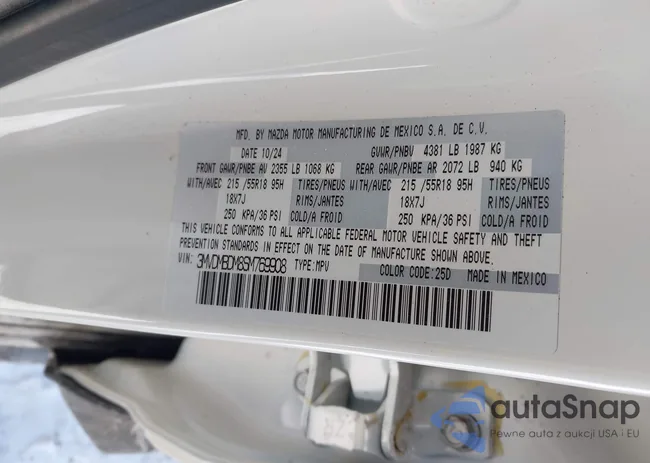 MFD. BY MAZDA MOTOR MANUFACTURING DE MEXICO S.A. DE C.V.
DATE 10/24 GVWR/PNBV 4381 LB 1987 KG
FRONT GAWR/PNBE AV 2355 LB 1068 KG REAR GAWR/PNBE AR 2072 LB 940 KG
WITH/AVEC 215 /55R18 95H TIRES/PNEUS WITH/AVEC 215 /55R18 95H TIRES/PNEUS
18X7J RIMS/JANTES 18X7J RIMS/JANTES
250 KPA/36 PSI COLD/A FROID 250 KPA/36 PSI COLD/A FROID
THIS VEHICLE CONFORMS TO ALL APPLICABLE FEDERAL MOTOR VEHICLE SAFETY AND THEFT
PREVENTION STANDARDS IN EFFECT ON THE DATE OF MANUFACTURE SHOWN ABOVE.
VIN: 3MVDMBDM8SM769908 TYPE:MPV COLOR CODE:25D MADE IN MEXICO
autaSnap
Pewne auta z aukcji USA i EU